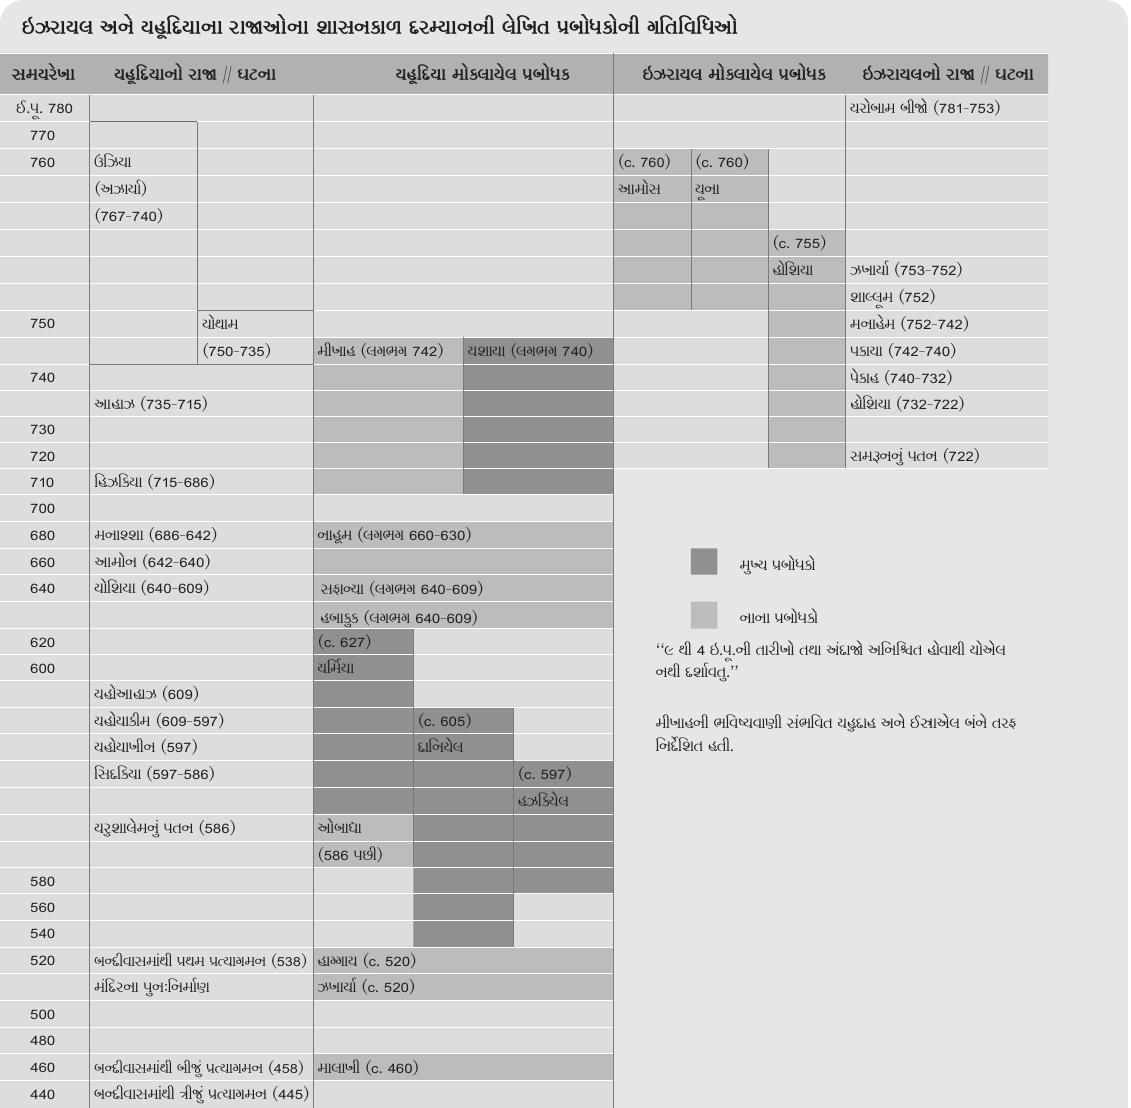 ઇઝરાયલ અને યહૂદિયાના રાજાઓના શાસનકાળ દરમ્યાનની લેખિત પ્રબોધકોની ગતિવિધિઓ
સમયરેખા યહૂદિયાનો રાજા // ઘટના યહૂદિયા મોકલાયેલ પ્રબોધક ઇઝરાયલ મોકલાયેલ પ્રબોધક ઇઝરાયલનો રાજા // ઘટના
ઈ.પૂ. 780 યરોબામ બીજો (781-753)
770
760 ઉઝિયા (c. 760) (c. 760)
(અઝાર્યા) આમોસ યૂના
(767-740)
(c. 755)
હોશિયા ઝખાર્યા (753-752)
શાલ્લૂમ (752)
750 યોથામ મનાહેમ (752-742)
(750-735) મીખાહ (લગભગ 742) યશાયા (લગભગ 740) પકાયા (742-740)
740 પેકાહ (740-732)
આહાઝ (735-715) હોશિયા (732-722)
730
720 સમરૂનનું પતન (722)
710 હિઝકિયા (715-686)
700
680 મનાશ્શા (686-642) નાહૂમ (લગભગ 660-630)
660 આમોન (642-640)
મુખ્ય પ્રબોધકો
640 યોશિયા (640-609) સફાન્યા (લગભગ 640-609)
હબાકુક (લગભગ 640-609)
નાના પ્રબોધકો
620 (c. 627)
600 યર્મિયા
‘‘૯ થી 4 ઇ.પૂ.ની તારીખો તથા અંદાજો અનિશ્ચિત હોવાથી યોએલ
નથી દર્શાવતુ.’’
યહોઆહાઝ (609)
યહોયાકીમ (609-597) (c. 605)
મીખાહની ભવિષ્યવાણી સંભવિત યહુદાહ અને ઈસ્રાએલ બંને તરફ
નિર્દેશિત હતી.
યહોયાખીન (597) દાનિયેલ
સિદકિયા (597-586) (c. 597)
હઝકિયેલ
યરુશાલેમનું પતન (586) ઓબાદ્યા
(586 પછી)
580
560
540
520 બન્દીવાસમાંથી પ્રથમ પ્રત્યાગમન (538) હાગ્ગાય (c. 520)
મંદિરના પુનઃનિર્માણ ઝખાર્યા (c. 520)
500
480
460 બન્દીવાસમાંથી બીજું પ્રત્યાગમન (458) માલાખી (c. 460)
440 બન્દીવાસમાંથી ત્રીજું પ્રત્યાગમન (445)